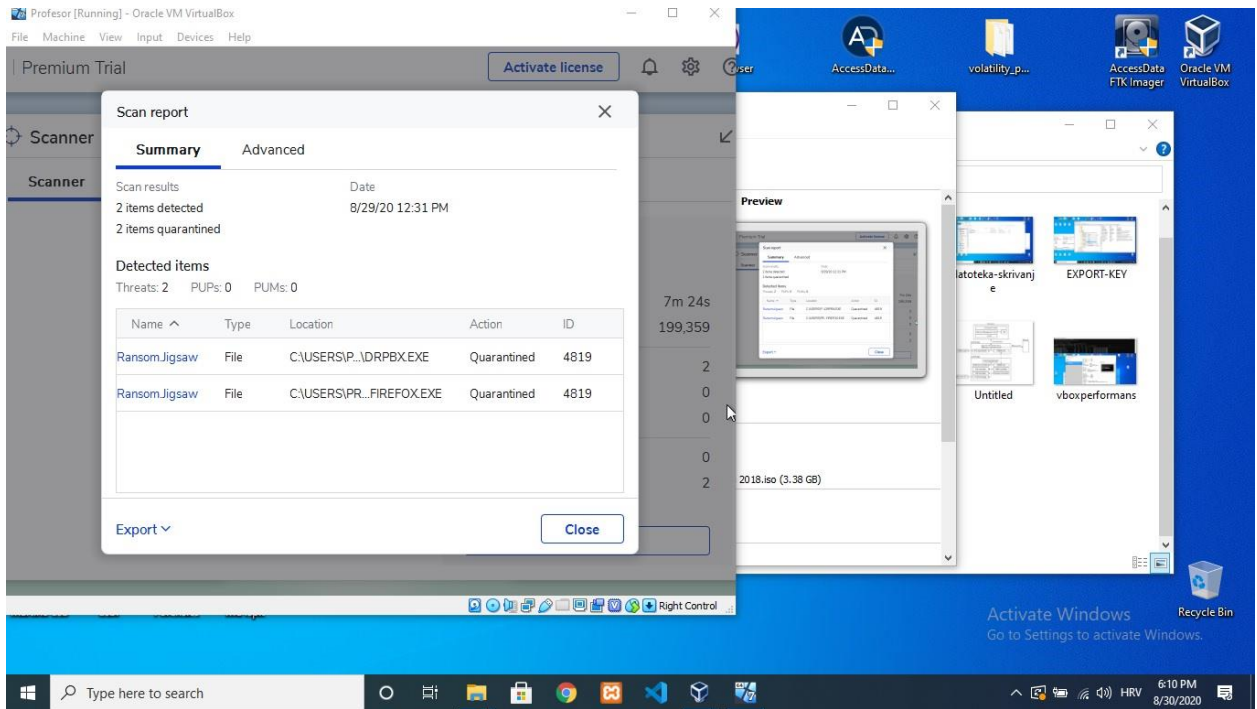 Profesor [Running] - Oracle VM VirtualBox
File Machine View Input Devices Help
Premium Trial
Activate license
Scan report
Scanner
Summary Advanced
Scanner
Scan results Date
2 items detected 8/29/20 12:31 PM
2 items quarantined
Detected items
Threats: 2 PUPs: 0 PUMs: 0
Name Type Location Action ID
Ransom.Jigsaw File C:\USERS\P...\DRPBX.EXE Quarantined 4819
Ransom.Jigsaw File C:\USERS\PR...FIREFOX.EXE Quarantined 4819
7m 24s
199,359
2
0
0
0
2
Export
Close
Right Control
AccessData...
volatility_p...
AccessData
FTK Imager
Oracle VM
VirtualBox
Preview
2018.iso (3.38 GB)
latoteka-skrivanj
e
EXPORT-KEY
Untitled
vboxperformans
Recycle Bin
Activate Windows
Go to Settings to activate Windows.
Type here to search
HRV
6:10 PM
8/30/2020